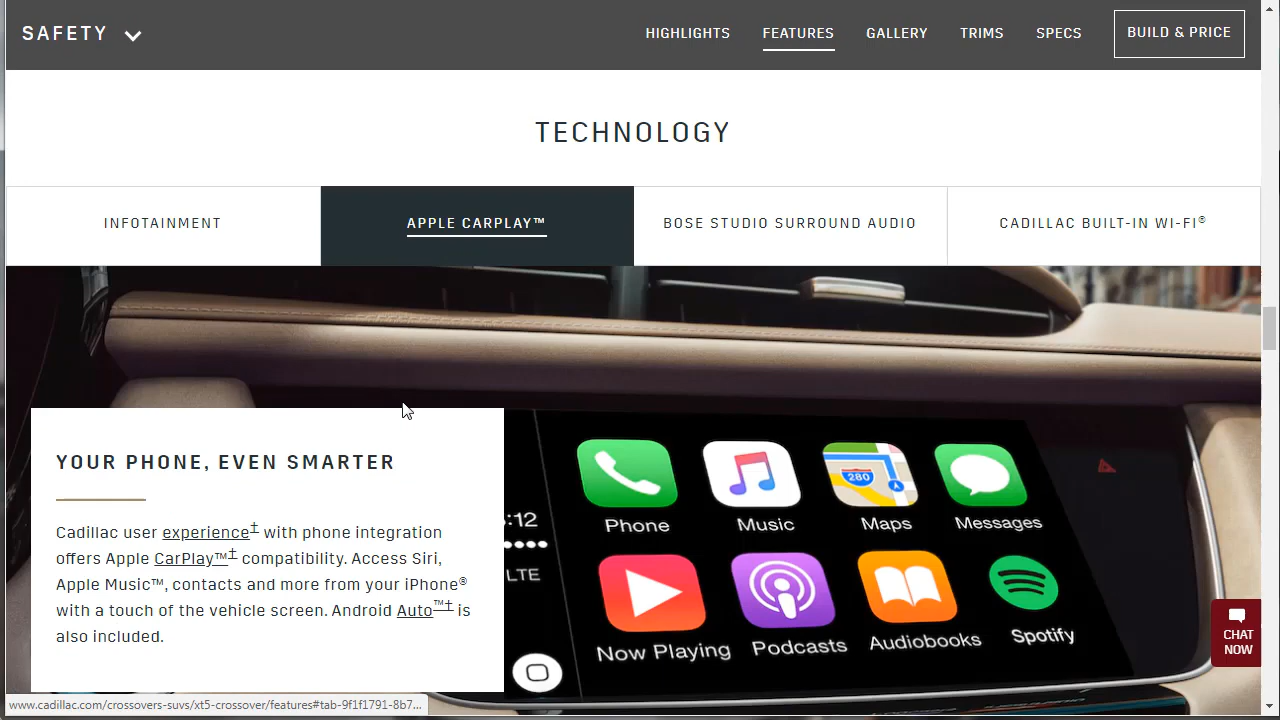 SAFETY
HIGHLIGHTS
FEATURES
GALLERY
TRIMS
SPECS
BUILD & PRICE
TECHNOLOGY
INFOTAINMENT
APPLE CARPLAY™
BOSE STUDIO SURROUND AUDIO
CADILLAC BUILT-IN WI-FI®
YOUR PHONE, EVEN SMARTER
Cadillac user experience‡ with phone integration
offers Apple CarPlay™‡ compatibility. Access Siri,
Apple Music™, contacts and more from your iPhone®
with a touch of the vehicle screen. Android Auto™† is
also included.
:12
LTE
280
Phone
Music
Maps
Messages
Now Playing
Podcasts
Audiobooks
Spotify
CHAT
NOW
www.cadillac.com/crossovers-suvs/xt5-crossover/features#tab-9f1f1791-8b7...